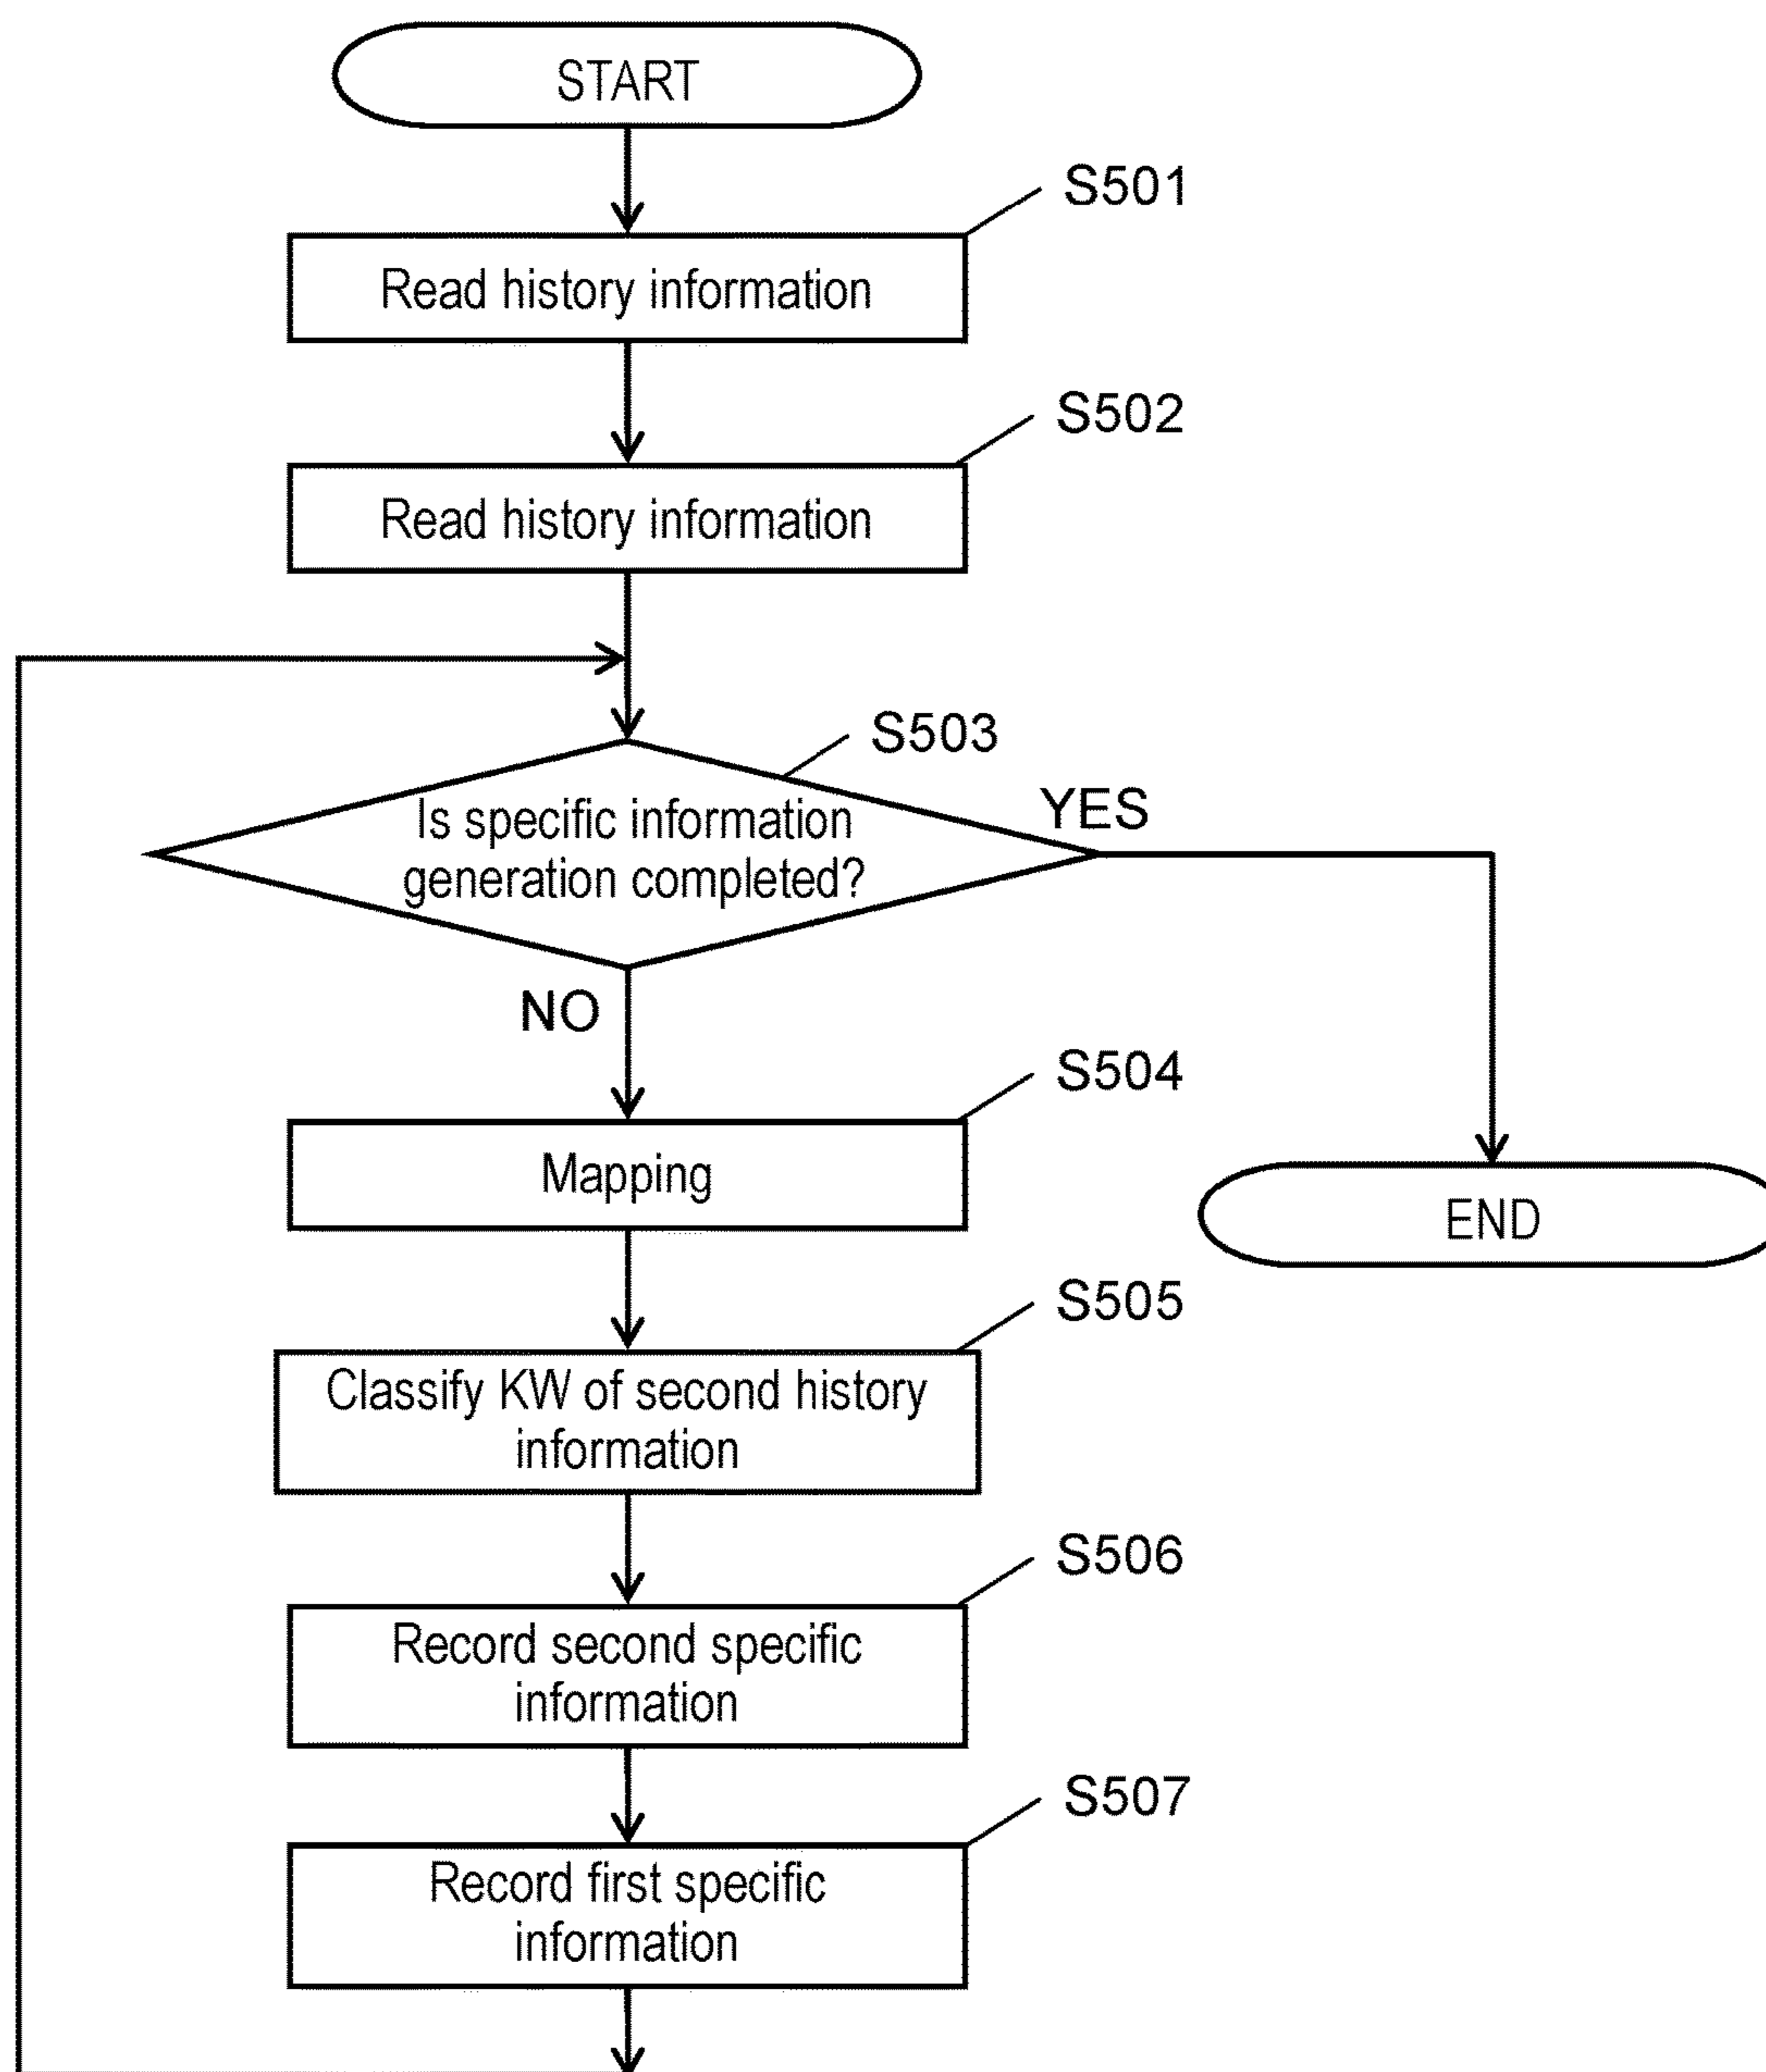 START
S501
Read history information
S502
Read history information
S503
Is specific information
generation completed?
YES
NO
S504
Mapping
END
S505
Classify KW of second history
information
S506
Record second specific
information
S507
Record first specific
information